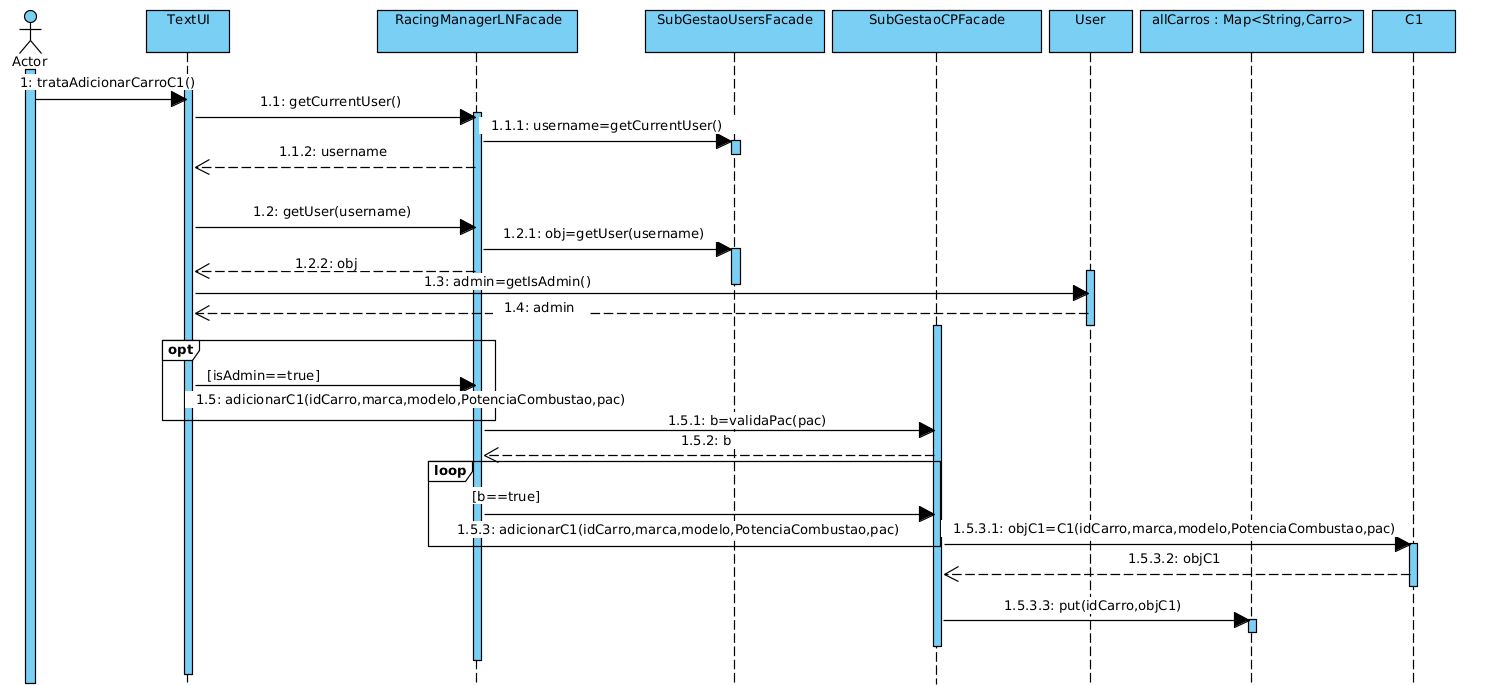 Actor
TextUI
RacingManagerLNFacade
SubGestaoUsersFacade
SubGestaoCPFacade
User
allCarros : Map<String,Carro>
C1
1: trataAdicionarCarroC1()
1.1: getCurrentUser()
1.1.1: username=getCurrentUser()
1.1.2: username
1.2: getUser(username)
1.2.1: obj=getUser(username)
1.2.2: obj
1.3: admin=getIsAdmin()
1.4: admin
opt
[isAdmin==true]
1.5: adicionarC1(idCarro,marca,modelo,PotenciaCombustao,pac)
1.5.1: b=validaPac(pac)
1.5.2: b
loop
[b==true]
1.5.3: adicionarC1(idCarro,marca,modelo,PotenciaCombustao,pac)
1.5.3.1: objC1=C1(idCarro,marca,modelo,PotenciaCombustao,pac)
1.5.3.2: objC1
1.5.3.3: put(idCarro,objC1)